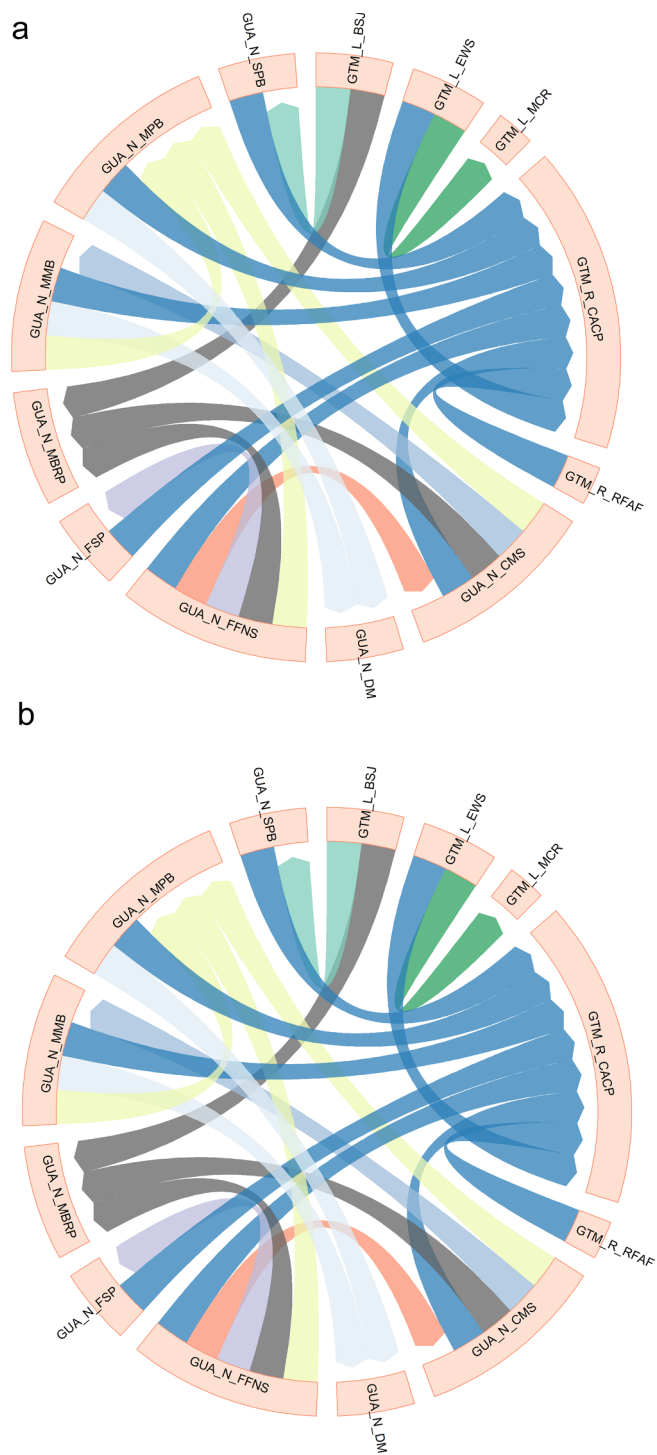 a
GUA_N_SPB
GTM_L_BSJ
GTM_L_EWS
GTM_L_MCR
GUA_N_MPB
GTM_R_CACP
GUA_N_MMB
GUA_N_MBRP
GTM_R_RFAF
GUA_N_FSP
GUA_N_CMS
GUA_N_FFNS
GUA_N_DM
b
GUA_N_SPB
GTM_L_BSJ
GTM_L_EWS
GTM_L_MCR
GUA_N_MPB
GTM_R_CACP
GUA_N_MMB
GUA_N_MBRP
GTM_R_RFAF
GUA_N_FSP
GUA_N_CMS
GUA_N_FFNS
GUA_N_DM